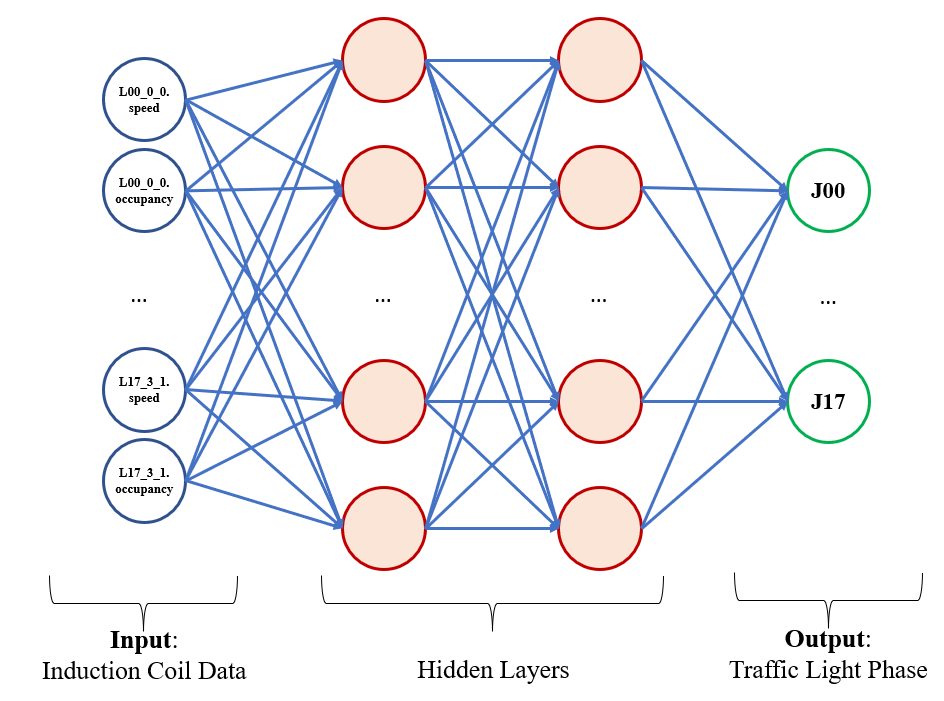 L00_0_0.
speed
L00_0_0.
occupancy
...
L17_3_1.
speed
L17_3_1.
occupancy
...
...
J00
...
J17
Input:
Induction Coil Data
Hidden Layers
Output:
Traffic Light Phase